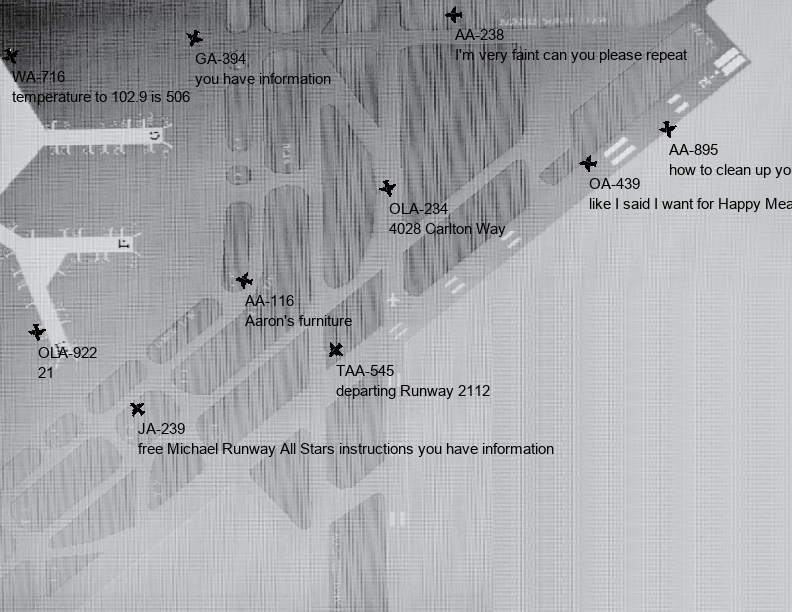 AA-238
I'm very faint can you please repeat
GA-394
you have information
WA-716
temperature to 102.9 is 506
AA-895
how to clean up yo
OA-439
like I said I want for Happy Mea
OLA-234
4028 Carlton Way
AA-116
Aaron's furniture
OLA-922
21
TAA-545
departing Runway 2112
JA-239
free Michael Runway All Stars instructions you have information